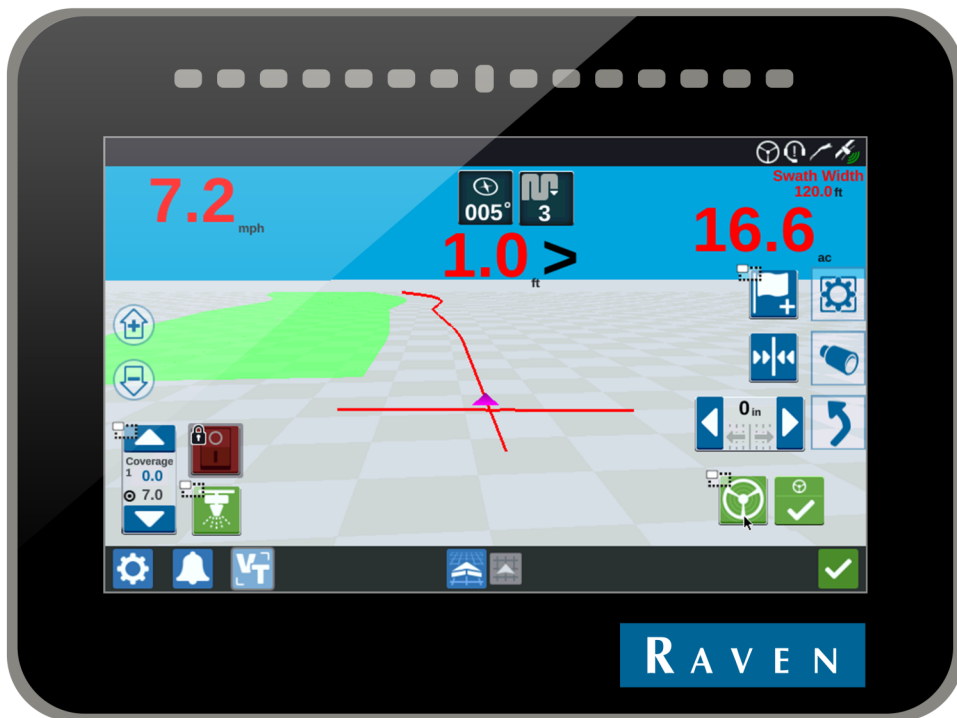 Swath Width
120.0 ft
7.2 mph
005°
3
1.0 > ft
16.6 ac
0 in
Coverage
1 0.0
7.0
VT
RAVEN